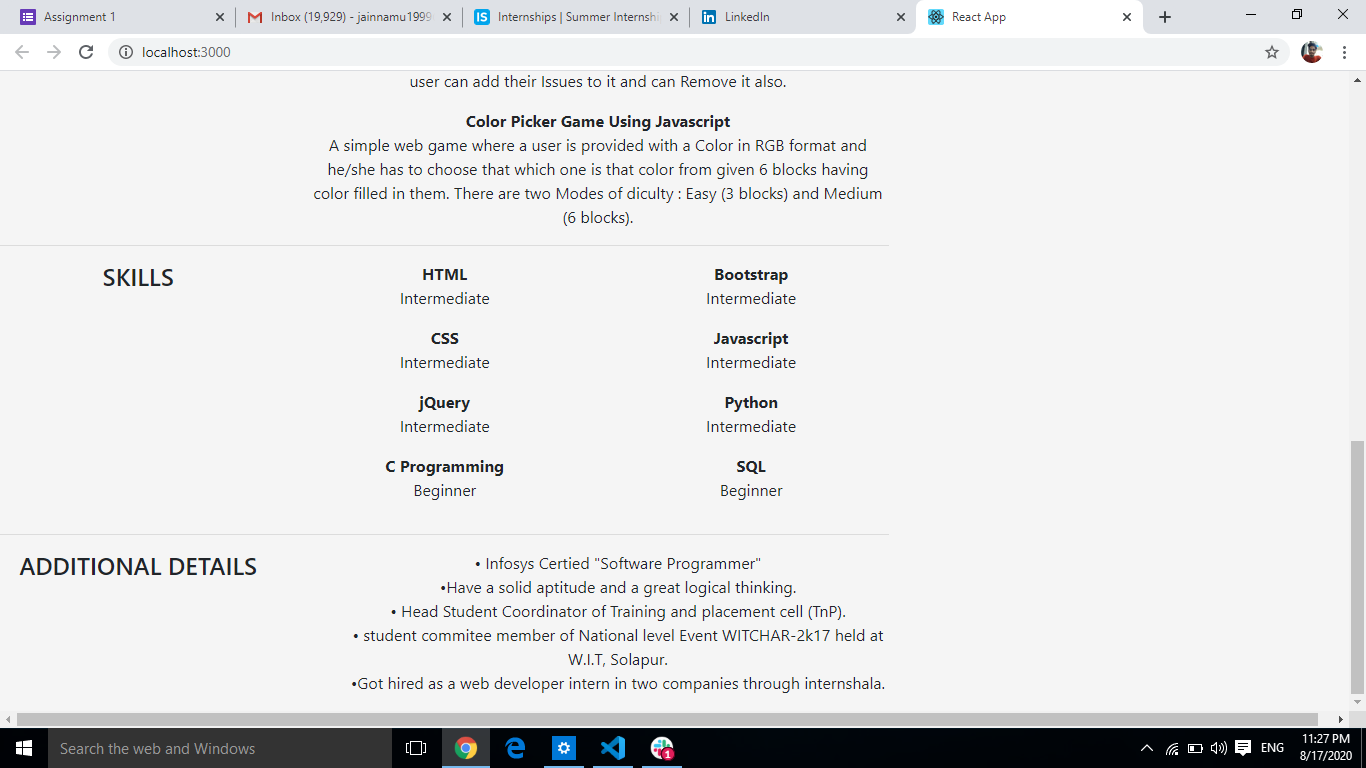 Assignment 1
Inbox (19,929) - jainnamu1999
Internships | Summer Internshi
LinkedIn
React App
localhost:3000
user can add their Issues to it and can Remove it also.
Color Picker Game Using Javascript
A simple web game where a user is provided with a Color in RGB format and
he/she has to choose that which one is that color from given 6 blocks having
color filled in them. There are two Modes of diculty : Easy (3 blocks) and Medium
(6 blocks).
SKILLS
HTML
Intermediate
Bootstrap
Intermediate
CSS
Intermediate
Javascript
Intermediate
jQuery
Intermediate
Python
Intermediate
C Programming
Beginner
SQL
Beginner
ADDITIONAL DETAILS
• Infosys Certied "Software Programmer"
•Have a solid aptitude and a great logical thinking.
• Head Student Coordinator of Training and placement cell (TnP).
• student commitee member of National level Event WITCHAR-2k17 held at
W.I.T, Solapur.
•Got hired as a web developer intern in two companies through internshala.
Search the web and Windows
1
ENG
11:27 PM
8/17/2020